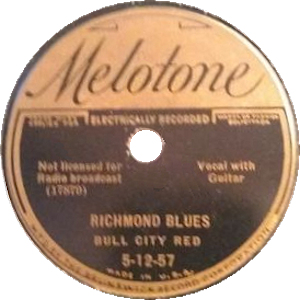 Melotone
ELECTRICALLY RECORDED
Not licensed for
Radio broadcast
(17870)
Vocal with
Guitar
RICHMOND BLUES
BULL CITY RED
5-12-57
MADE IN U.S.A.